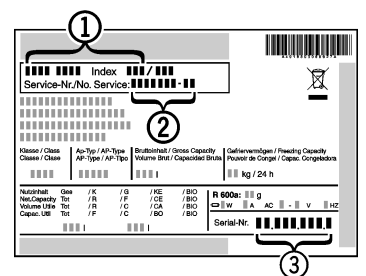 1
Index /
Service-Nr./No. Service: -
2
Klasse / Class Ap-Typ / AP-Type Bruttoinhalt / Gross Capacity Gefriervermögen / Freezing Capacity
Classe / Clase AP-Type / AP-Tipo Volume Brut / Capacidad Bruta Pouvoir de Congel / Capac. Congeladora
l kg / 24 h
Nutzinhalt Ges / K / G / KE / BIO
Net.Capacity Tot / R / F / CE / BIO
Volume Utile Tot / R / C / CA / BIO
Capac. Util Tot / F / C / BO / BIO
l l
R 600a: g
W A AC - V HZ
Serial-Nr.
3